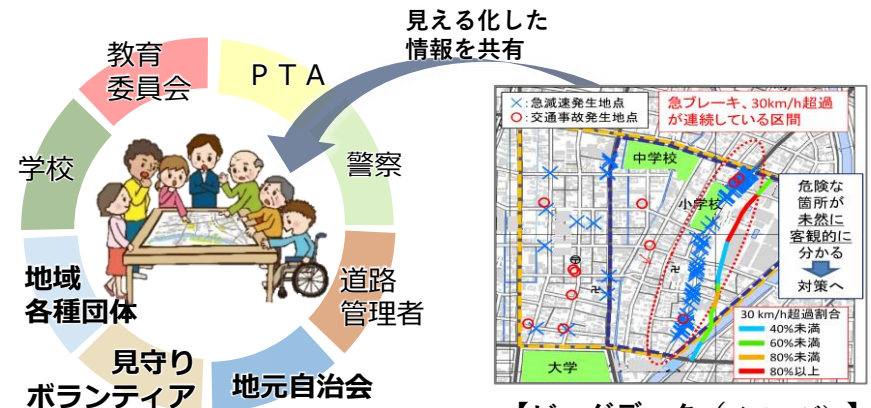 見える化した
情報を共有
教育
委員会
ＰＴＡ
警察
学校
道路
管理者
地域
各種団体
見守り
ボランティア
地元自治会
×:急減速発生地点
○:交通事故発生地点
急ブレーキ、30km/h超過
が連続している区間
中学校
小学校
大学
危険な
箇所が
未然に
客観的に
分かる
対策へ
30 km/h超過割合
40%未満
60%未満
80%未満
80%以上